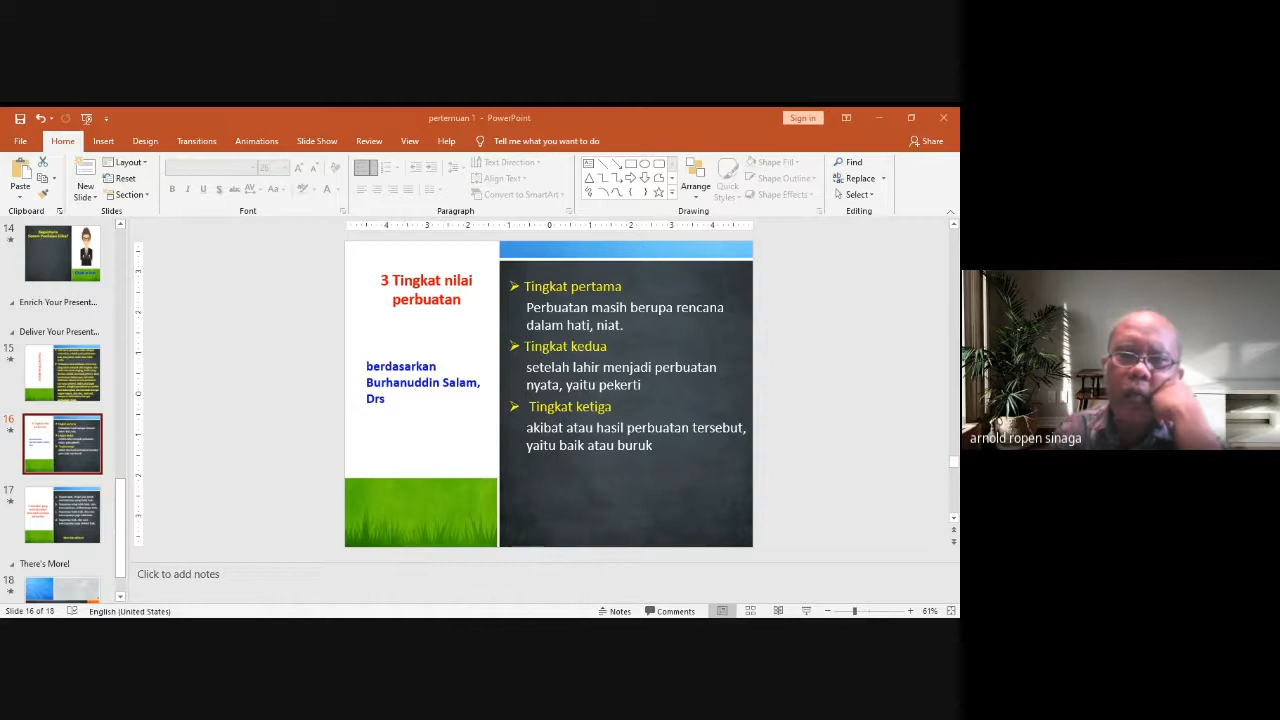 pertemuan 1 - PowerPoint
Sign in
File
Home
Insert
Design
Transitions
Animations
Slide Show
Review
View
Help
Tell me what you want to do
Share
Paste
New
Slide
Layout
Reset
Section
Text Direction
Align Text
Convert to SmartArt
Arrange
Quick
Styles
Shape Fill
Shape Outline
Shape Effects
Find
Replace
Select
Clipboard
Slides
Font
Paragraph
Drawing
Editing
14
Enrich Your Present...
Deliver Your Present...
15
16
17
There's More!
18
3 Tingkat nilai
perbuatan
berdasarkan
Burhanuddin Salam,
Drs
Tingkat pertama
Perbuatan masih berupa rencana
dalam hati, niat.
Tingkat kedua
setelah lahir menjadi perbuatan
nyata, yaitu pekerti
Tingkat ketiga
akibat atau hasil perbuatan tersebut,
yaitu baik atau buruk
arnold ropen sinaga
Click to add notes
Slide 16 of 18
English (United States)
Notes
Comments
61%